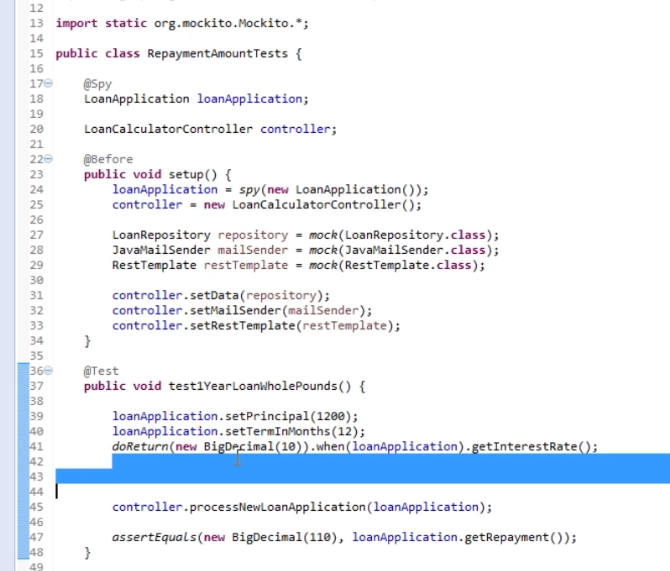 12
13 import static org.mockito.Mockito.*;
14
15 public class RepaymentAmountTests {
16
17 @Spy
18 LoanApplication loanApplication;
19
20 LoanCalculatorController controller;
21
22 @Before
23 public void setup() {
24 loanApplication = spy(new LoanApplication());
25 controller = new LoanCalculatorController();
26
27 LoanRepository repository = mock(LoanRepository.class);
28 JavaMailSender mailSender = mock(JavaMailSender.class);
29 RestTemplate restTemplate = mock(RestTemplate.class);
30
31 controller.setData(repository);
32 controller.setMailSender(mailSender);
33 controller.setRestTemplate(restTemplate);
34 }
35
36 @Test
37 public void test1YearLoanWholePounds() {
38
39 loanApplication.setPrincipal(1200);
40 loanApplication.setTermInMonths(12);
41 doReturn(new BigDecimal(10)).when(loanApplication).getInterestRate();
42
43
44
45 controller.processNewLoanApplication(loanApplication);
46
47 assertEquals(new BigDecimal(110), loanApplication.getRepayment());
48 }
49